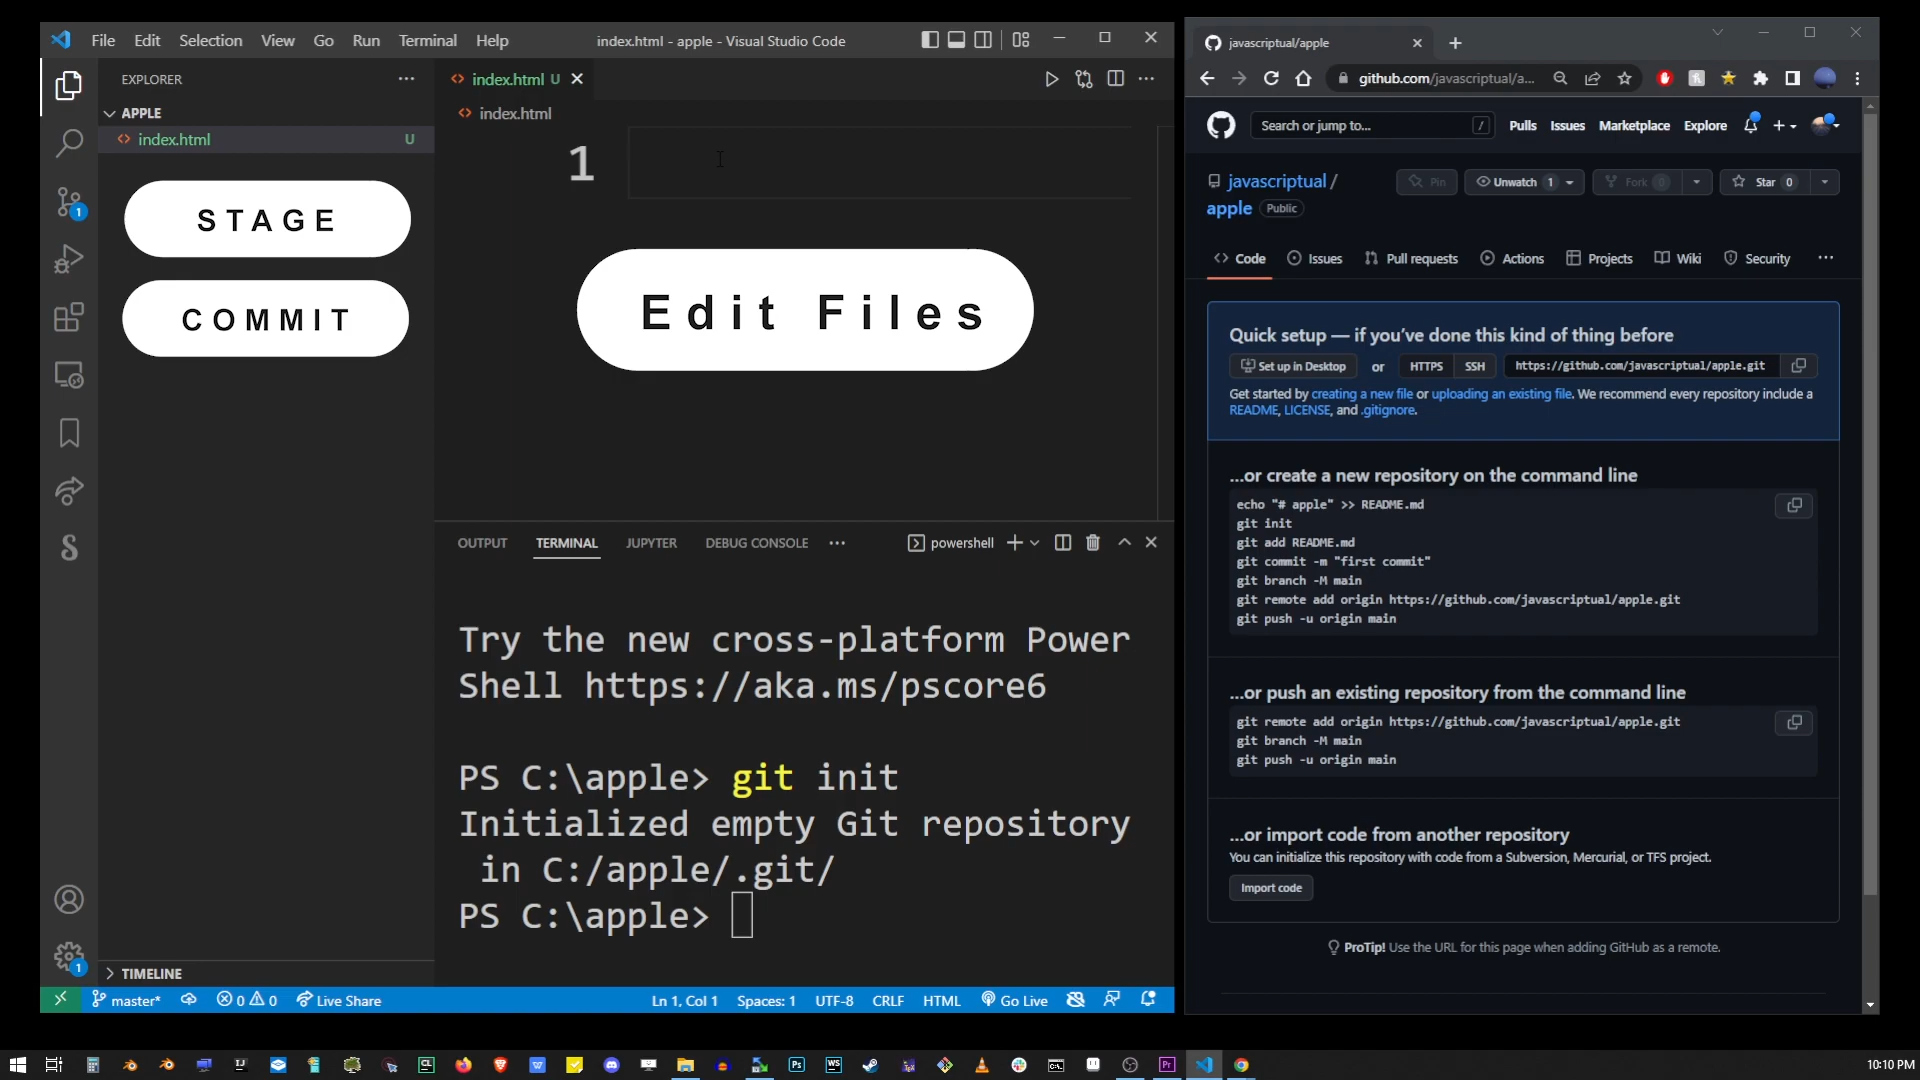 File Edit Selection View Go Run Terminal Help
index.html - apple - Visual Studio Code
EXPLORER
APPLE
index.html U
STAGE
COMMIT
TIMELINE
index.html U
index.html
1
Edit Files
OUTPUT TERMINAL JUPYTER DEBUG CONSOLE
powershell
Try the new cross-platform Power
Shell https://aka.ms/pscore6
PS C:\apple> git init
Initialized empty Git repository
in C:/apple/.git/
PS C:\apple>
1
1
master* 0 0 Live Share
Ln 1, Col 1 Spaces: 1 UTF-8 CRLF HTML Go Live
javascriptual/apple
github.com/javascriptual/a...
Search or jump to... /
Pulls Issues Marketplace Explore
javascriptual /
apple Public
Pin Unwatch 1 Fork 0 Star 0
Code Issues Pull requests Actions Projects Wiki Security
Quick setup — if you’ve done this kind of thing before
Set up in Desktop or HTTPS SSH https://github.com/javascriptual/apple.git
Get started by creating a new file or uploading an existing file. We recommend every repository include a
README, LICENSE, and .gitignore.
...or create a new repository on the command line
echo "# apple" >> README.md
git init
git add README.md
git commit -m "first commit"
git branch -M main
git remote add origin https://github.com/javascriptual/apple.git
git push -u origin main
...or push an existing repository from the command line
git remote add origin https://github.com/javascriptual/apple.git
git branch -M main
git push -u origin main
...or import code from another repository
You can initialize this repository with code from a Subversion, Mercurial, or TFS project.
Import code
ProTip! Use the URL for this page when adding GitHub as a remote.
IJ CL W Ps WS Pr
10:10 PM